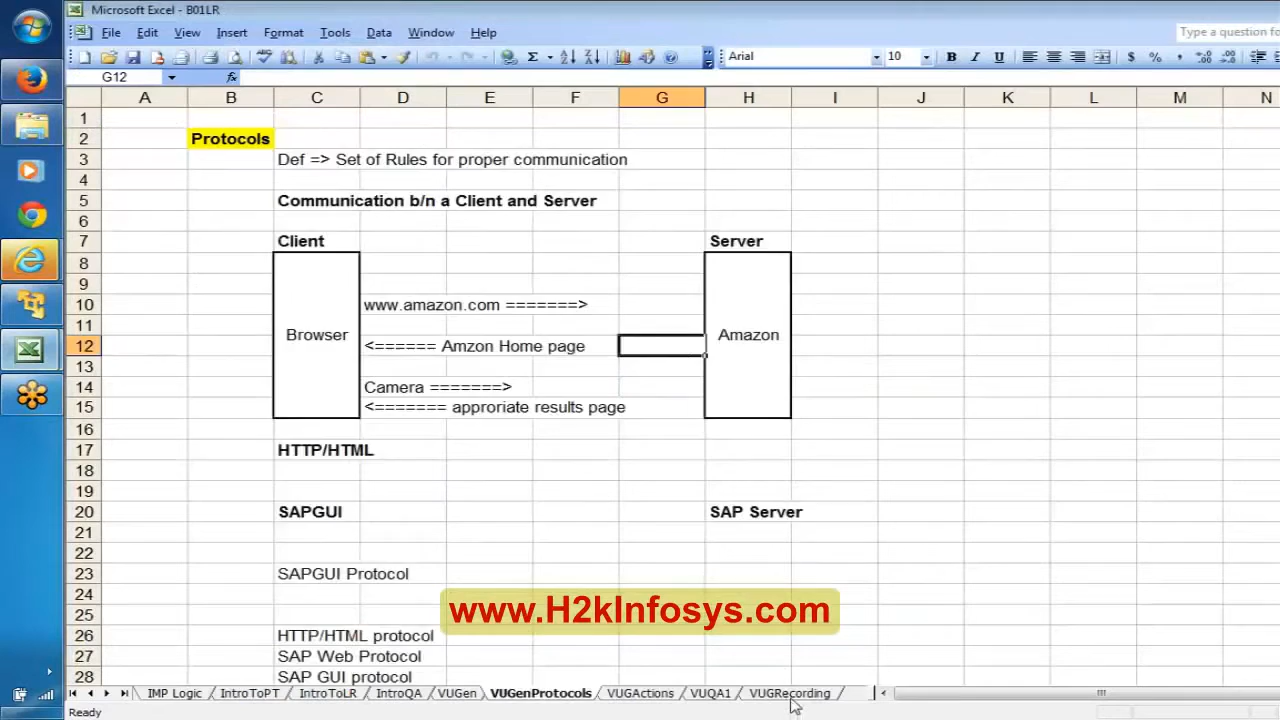 Microsoft Excel - B01LR
File Edit View Insert Format Tools Data Window Help
Type a question fo
Arial 10 B I U $ %
G12 fx
A B C D E F G H I J K L M N
1
2 Protocols
3 Def => Set of Rules for proper communication
4
5 Communication b/n a Client and Server
6
7 Client Server
8
9
10 www.amazon.com =======>
11
Browser Amazon
12 <====== Amzon Home page
13
14 Camera =======>
15 <======= approriate results page
16
17 HTTP/HTML
18
19
20 SAPGUI SAP Server
21
22
23 SAPGUI Protocol
24
www.H2kInfosys.com
25
26 HTTP/HTML protocol
27 SAP Web Protocol
28 SAP GUI protocol
IMP Logic IntroToPT IntroToLR IntroQA VUGen VUGenProtocols VUGActions VUQA1 VUGRecording
Ready